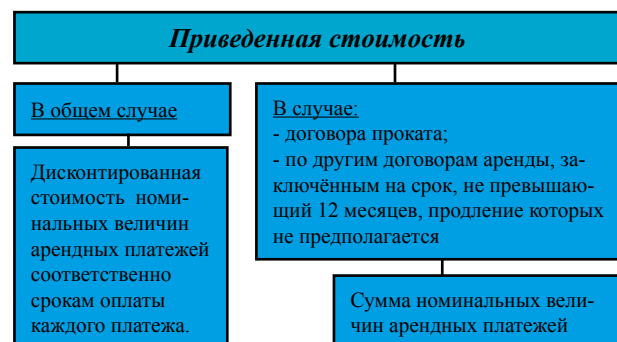 Приведенная стоимость
В общем случае
Дисконтированная
стоимость номи-
нальных величин
арендных платежей
соответственно
срокам оплаты
каждого платежа.
В случае:
- договора проката;
- по другим договорам аренды, за-
ключённым на срок, не превышаю-
щий 12 месяцев, продление которых
не предполагается
Сумма номинальных вели-
чин арендных платежей